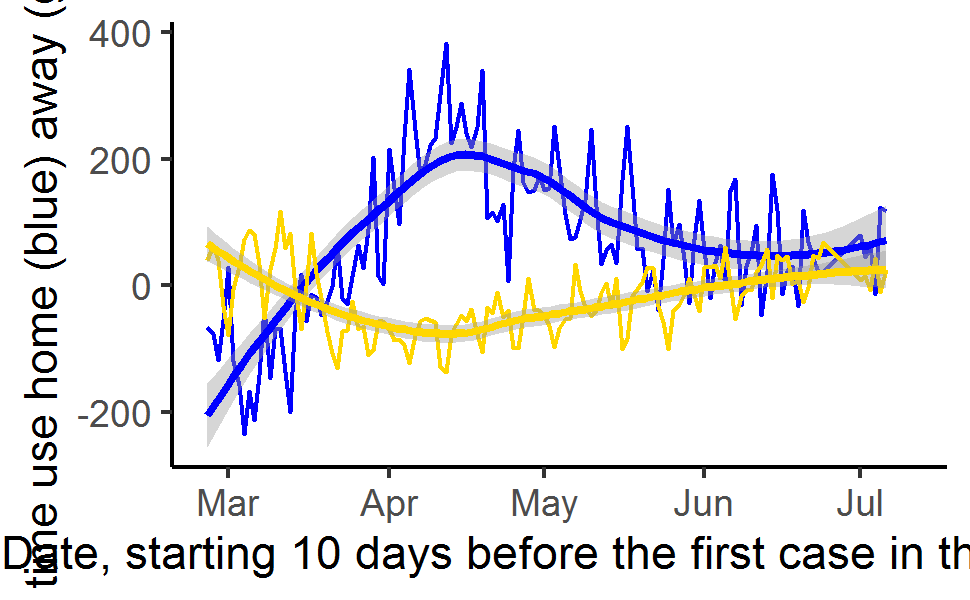 time use home (blue) away (
400
200
0
-200
Mar Apr May Jun Jul
Date, starting 10 days before the first case in th